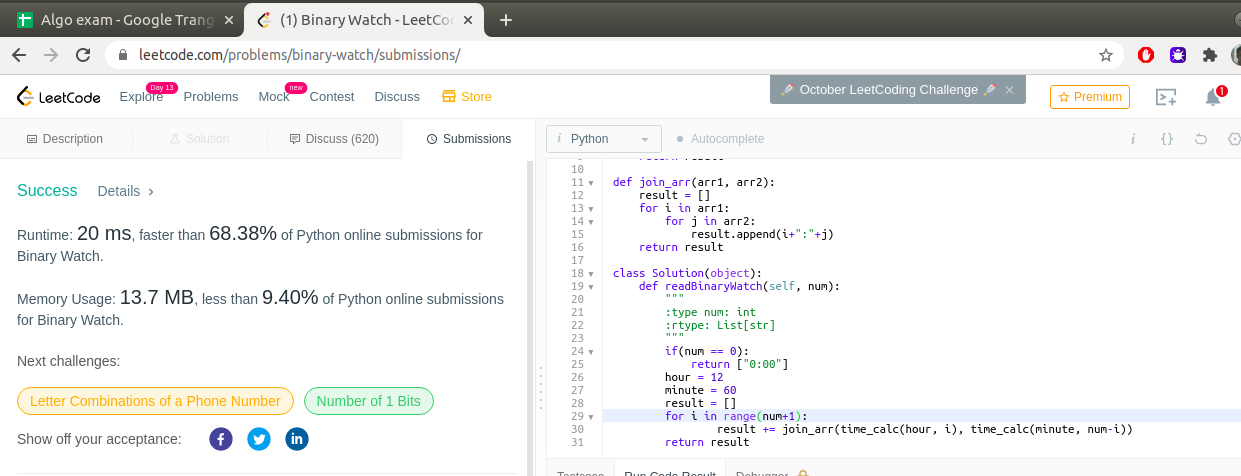 Algo exam - Google Trang
(1) Binary Watch - LeetCo
leetcode.com/problems/binary-watch/submissions/
LeetCode
Explore
Day 13
Problems
Mock
new
Contest
Discuss
Store
October LeetCoding Challenge
Premium
1
Description
Solution
Discuss (620)
Submissions
i Python
Autocomplete
Success Details
Runtime: 20 ms, faster than 68.38% of Python online submissions for
Binary Watch.
Memory Usage: 13.7 MB, less than 9.40% of Python online submissions
for Binary Watch.
Next challenges:
Letter Combinations of a Phone Number
Number of 1 Bits
Show off your acceptance:
10
11 def join_arr(arr1, arr2):
12 result = []
13 for i in arr1:
14 for j in arr2:
15 result.append(i+":"+j)
16 return result
17
18 class Solution(object):
19 def readBinaryWatch(self, num):
20 """
21 :type num: int
22 :rtype: List[str]
23 """
24 if(num == 0):
25 return ["0:00"]
26 hour = 12
27 minute = 60
28 result = []
29 for i in range(num+1):
30 result += join_arr(time_calc(hour, i), time_calc(minute, num-i))
31 return result
Testcase
Run Code Result
Debugger